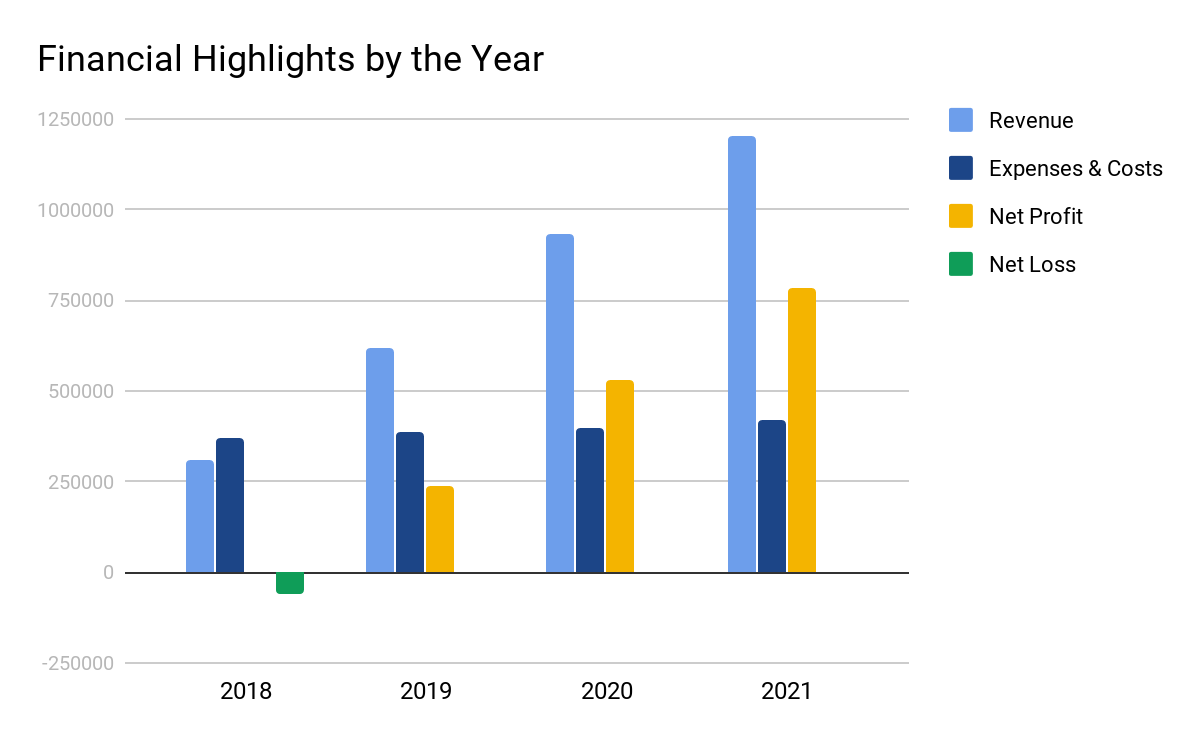 Financial Highlights by the Year
1250000
1000000
750000
500000
250000
0
-250000
2018 2019 2020 2021
Revenue
Expenses & Costs
Net Profit
Net Loss